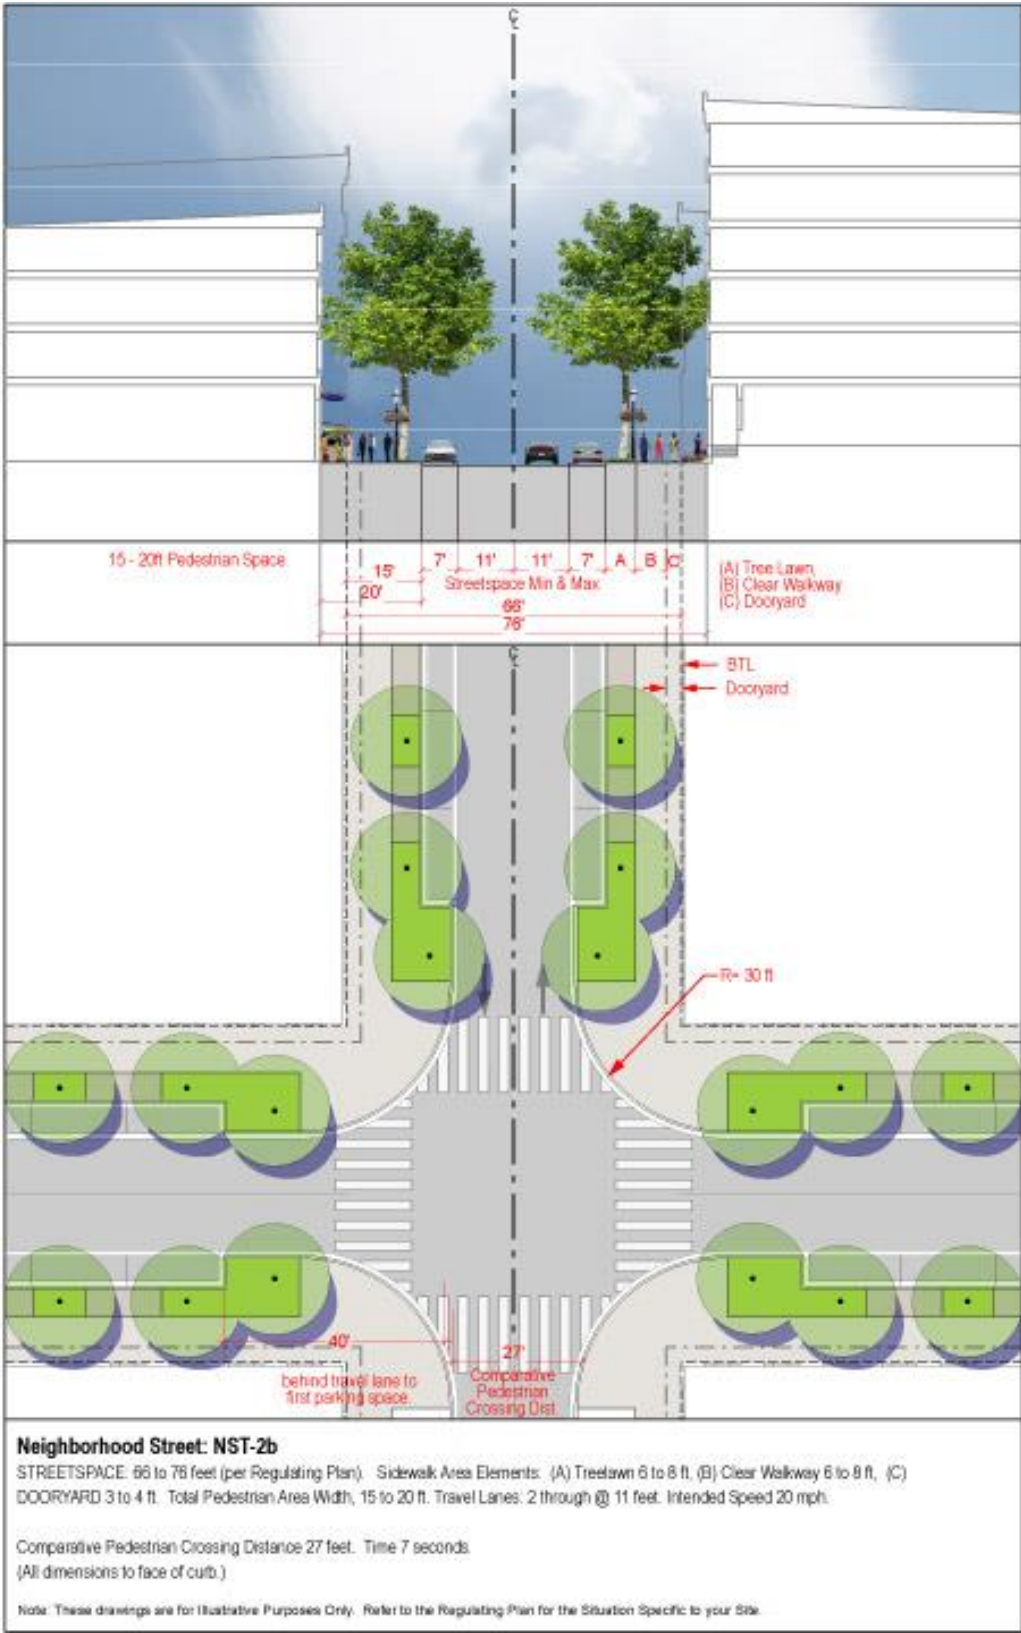 ℄
15 - 20ft Pedestrian Space
7' 11' 11' 7' A B C
15'
Streetspace Min & Max
20'
66'
76'
(A) Tree Lawn,
(B) Clear Walkway
(C) Dooryard
℄
BTL
Dooryard
R= 30 ft
40'
behind travel lane to
first parking space.
27'
Comparative
Pedestrian
Crossing Dist.
Neighborhood Street: NST-2b
STREETSPACE: 66 to 76 feet (per Regulating Plan). Sidewalk Area Elements: (A) Treelawn 6 to 8 ft, (B) Clear Walkway 6 to 8 ft, (C)
DOORYARD 3 to 4 ft. Total Pedestrian Area Width, 15 to 20 ft. Travel Lanes: 2 through @ 11 feet. Intended Speed 20 mph.
Comparative Pedestrian Crossing Distance 27 feet. Time 7 seconds.
(All dimensions to face of curb.)
Note: These drawings are for Illustrative Purposes Only. Refer to the Regulating Plan for the Situation Specific to your Site.